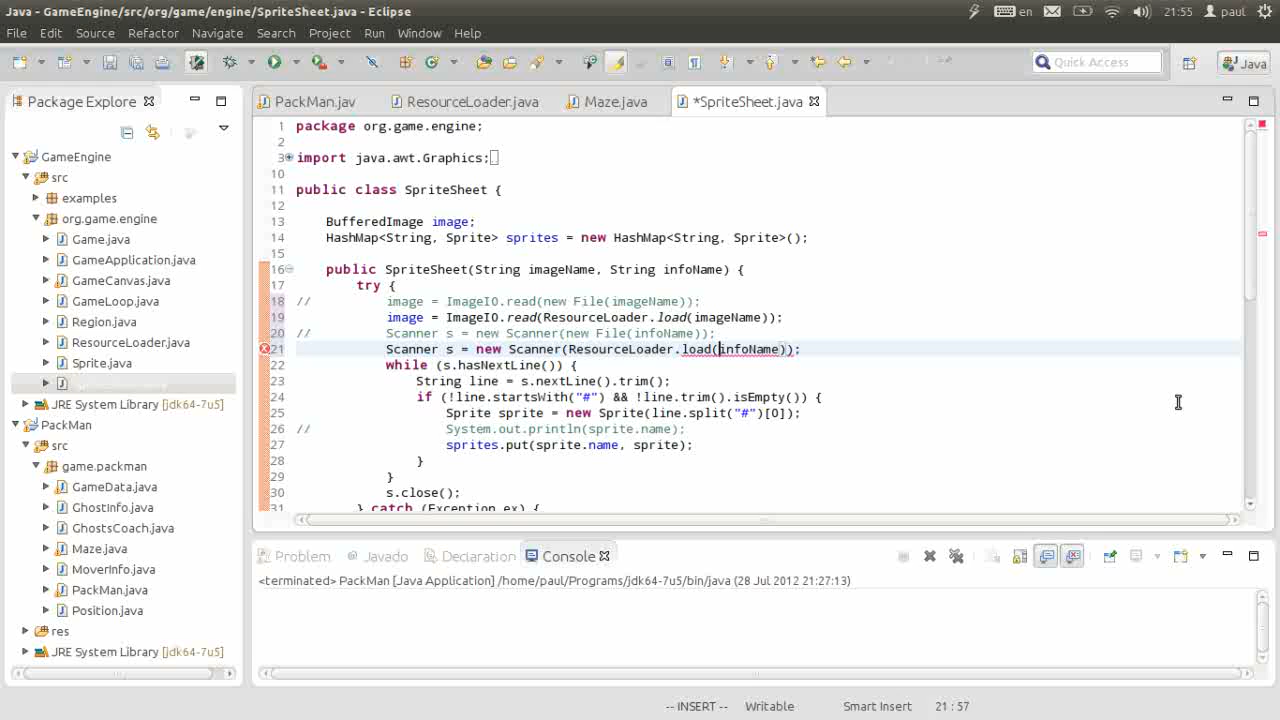 Java - GameEngine/src/org/game/engine/SpriteSheet.java - Eclipse
en 21:55 paul
File Edit Source Refactor Navigate Search Project Run Window Help
Quick Access Java
Package Explorer
PackMan.jav ResourceLoader.java Maze.java *SpriteSheet.java
GameEngine
src
examples
org.game.engine
Game.java
GameApplication.java
GameCanvas.java
GameLoop.java
Region.java
ResourceLoader.java
Sprite.java
JRE System Library [jdk64-7u5]
PackMan
src
game.packman
GameData.java
GhostInfo.java
GhostsCoach.java
Maze.java
MoverInfo.java
PackMan.java
Position.java
res
JRE System Library [jdk64-7u5]
1 package org.game.engine;
2
3 import java.awt.Graphics;
10
11 public class SpriteSheet {
12
13 BufferedImage image;
14 HashMap<String, Sprite> sprites = new HashMap<String, Sprite>();
15
16 public SpriteSheet(String imageName, String infoName) {
17 try {
18 // image = ImageIO.read(new File(imageName));
19 image = ImageIO.read(ResourceLoader.load(imageName));
20 // Scanner s = new Scanner(new File(infoName));
21 Scanner s = new Scanner(ResourceLoader.load(infoName));
22 while (s.hasNextLine()) {
23 String line = s.nextLine().trim();
24 if (!line.startsWith("#") && !line.trim().isEmpty()) {
25 Sprite sprite = new Sprite(line.split("#")[0]);
26 // System.out.println(sprite.name);
27 sprites.put(sprite.name, sprite);
28 }
29 }
30 s.close();
31 } catch (Exception ex) {
Problem Javadoc Declaration Console
<terminated> PackMan [Java Application] /home/paul/Programs/jdk64-7u5/bin/java (28 Jul 2012 21:27:13)
-- INSERT -- Writable Smart Insert 21 : 57